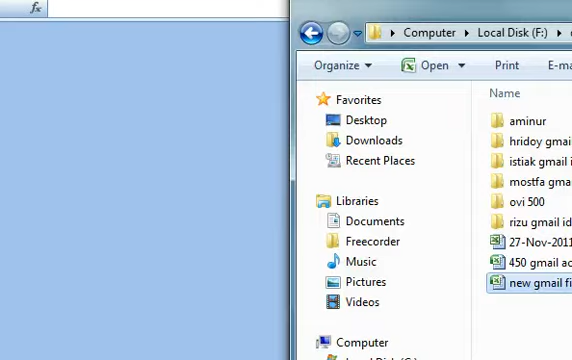 fx
Computer Local Disk (F:)
Organize Open Print
Name
Favorites
Desktop
Downloads
Recent Places
Libraries
Documents
Freecorder
Music
Pictures
Videos
Computer
aminur
hridoy gmai
istiak gmail i
mostfa gma
ovi 500
rizu gmail id
27-Nov-2011
450 gmail ac
new gmail fi